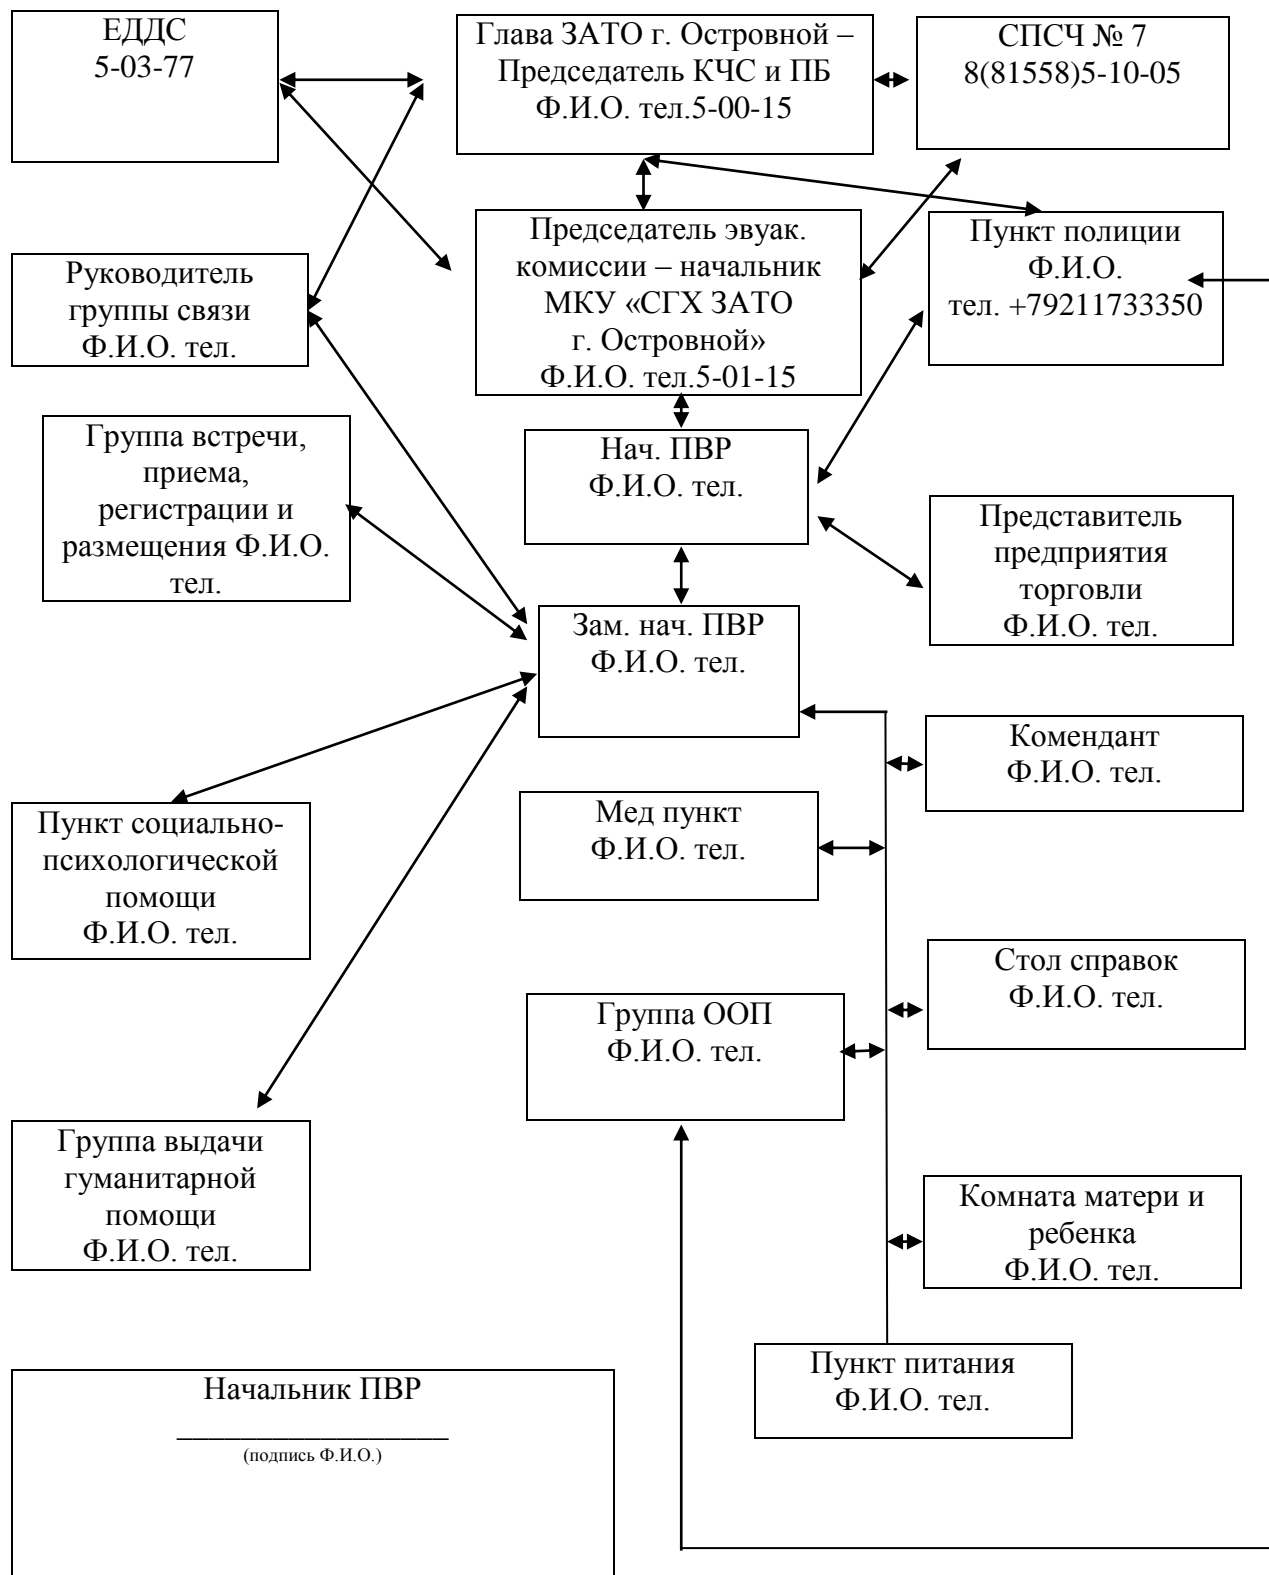 ЕДДС
5-03-77
Глава ЗАТО г. Островной –
Председатель КЧС и ПБ
Ф.И.О. тел.5-00-15
СПСЧ № 7
8(81558)5-10-05
Руководитель
группы связи
Ф.И.О. тел.
Председатель эвуак.
комиссии – начальник
МКУ «СГХ ЗАТО
г. Островной»
Ф.И.О. тел.5-01-15
Пункт полиции
Ф.И.О.
тел. +79211733350
Группа встречи,
приема,
регистрации и
размещения Ф.И.О.
тел.
Нач. ПВР
Ф.И.О. тел.
Представитель
предприятия
торговли
Ф.И.О. тел.
Зам. нач. ПВР
Ф.И.О. тел.
Комендант
Ф.И.О. тел.
Пункт социально-
психологической
помощи
Ф.И.О. тел.
Мед пункт
Ф.И.О. тел.
Стол справок
Ф.И.О. тел.
Группа ООП
Ф.И.О. тел.
Группа выдачи
гуманитарной
помощи
Ф.И.О. тел.
Комната матери и
ребенка
Ф.И.О. тел.
Пункт питания
Ф.И.О. тел.
Начальник ПВР
___________________
(подпись Ф.И.О.)